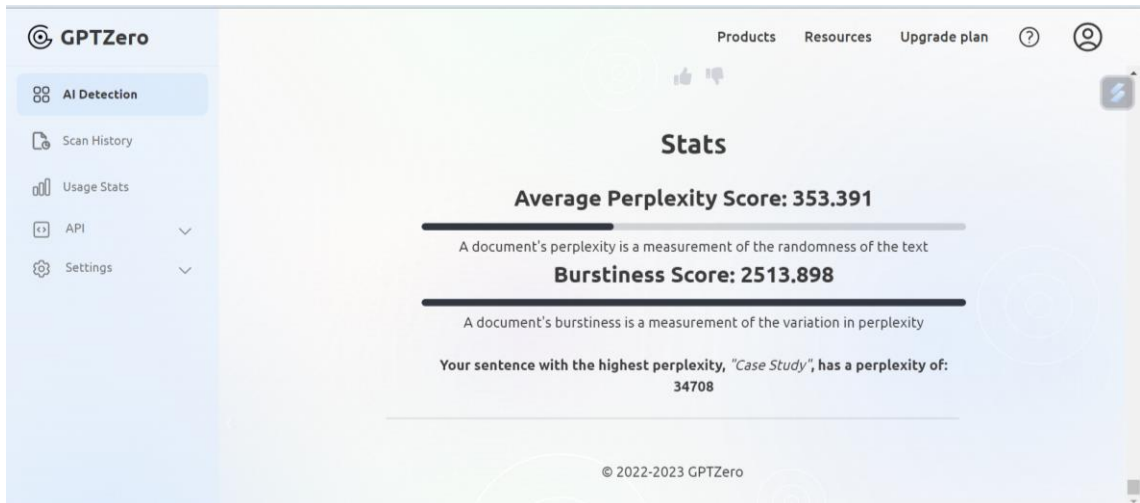 GPTZero
Products Resources Upgrade plan
AI Detection
Scan History
Usage Stats
API
Settings
Stats
Average Perplexity Score: 353.391
A document's perplexity is a measurement of the randomness of the text
Burstiness Score: 2513.898
A document's burstiness is a measurement of the variation in perplexity
Your sentence with the highest perplexity, "Case Study", has a perplexity of:
34708
© 2022-2023 GPTZero